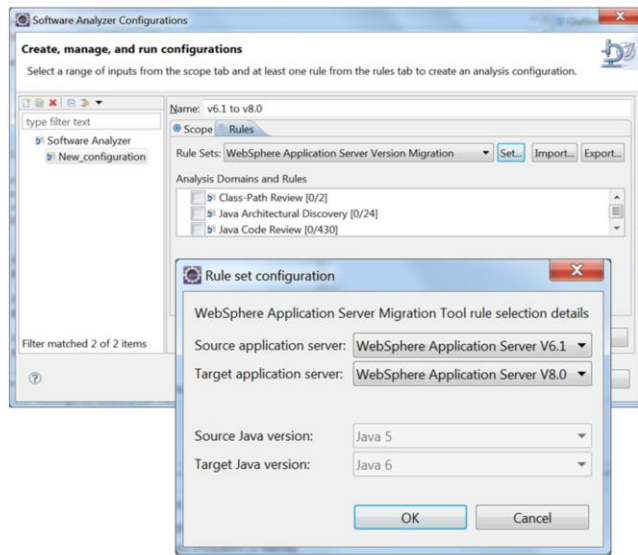 Software Analyzer Configurations
Create, manage, and run configurations
Select a range of inputs from the scope tab and at least one rule from the rules tab to create an analysis configuration.
type filter text
Software Analyzer
New_configuration
Filter matched 2 of 2 items
Name: v6.1 to v8.0
Scope Rules
Rule Sets: WebSphere Application Server Version Migration Set... Import... Export...
Analysis Domains and Rules
Class-Path Review [0/2]
Java Architectural Discovery [0/24]
Java Code Review [0/430]
Rule set configuration
WebSphere Application Server Migration Tool rule selection details
Source application server: WebSphere Application Server V6.1
Target application server: WebSphere Application Server V8.0
Source Java version: Java 5
Target Java version: Java 6
OK Cancel